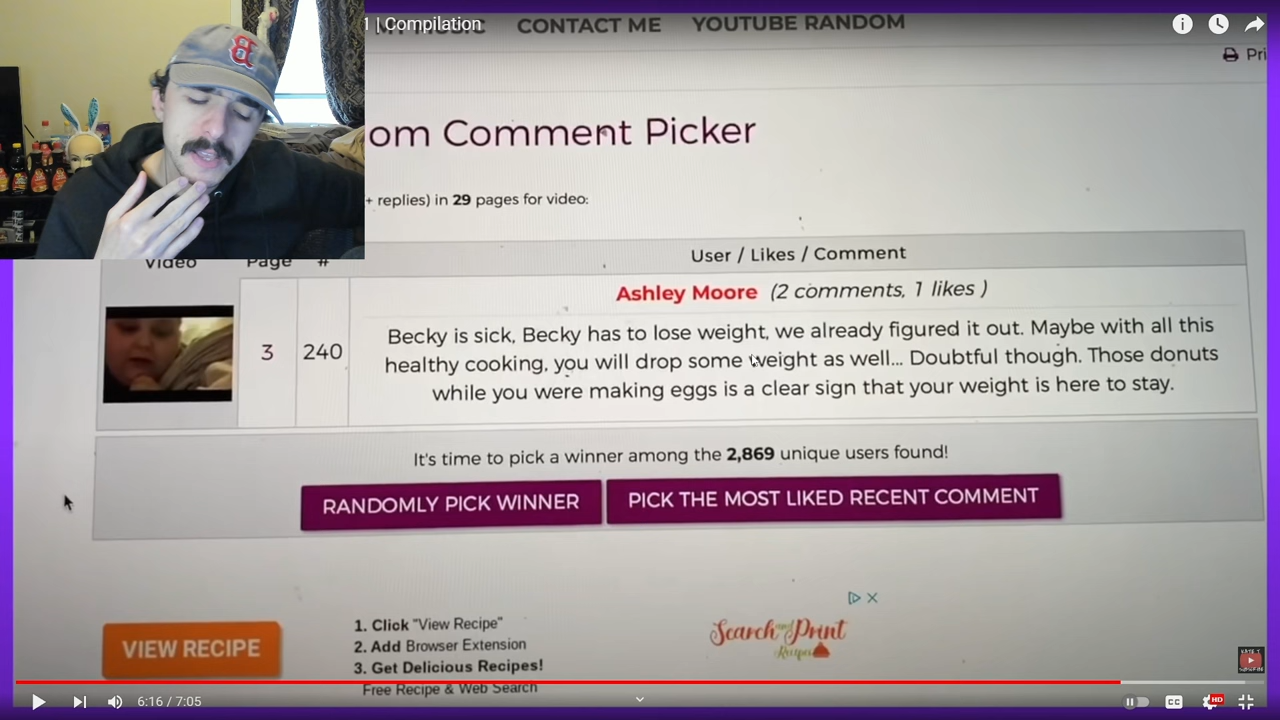 1 | Compilation
CONTACT ME YOUTUBE RANDOM
Pri
om Comment Picker
+ replies) in 29 pages for video:
Video Page # User / Likes / Comment
Ashley Moore (2 comments, 1 likes )
3 240
Becky is sick, Becky has to lose weight, we already figured it out. Maybe with all this
healthy cooking, you will drop some weight as well... Doubtful though. Those donuts
while you were making eggs is a clear sign that your weight is here to stay.
It's time to pick a winner among the 2,869 unique users found!
RANDOMLY PICK WINNER PICK THE MOST LIKED RECENT COMMENT
VIEW RECIPE
1. Click "View Recipe"
2. Add Browser Extension
3. Get Delicious Recipes!
Free Recipe & Web Search
Search and Print
Recipes
6:16 / 7:05
CC
HD
B